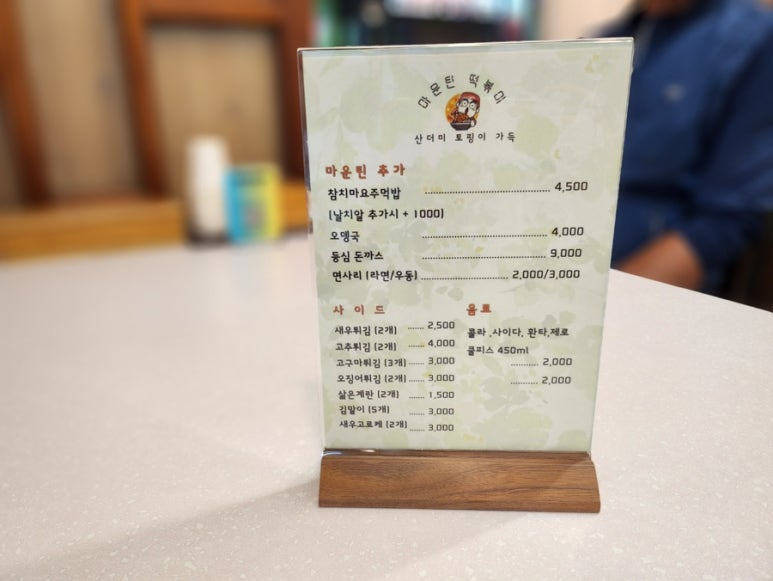 마운틴 떡볶이
산더미 토핑이 가득
마운틴 추가
참치마요주먹밥 ........ 4,500
(날치알 추가시 + 1000)
오뎅국 ........ 4,000
등심 돈까스 ........ 9,000
면사리 (라면/우동) ........ 2,000/3,000
사이드
새우튀김 (2개) ....... 2,500
고추튀김 (2개) ....... 4,000
고구마튀김 (3개) ....... 3,000
오징어튀김 (2개) ....... 3,000
삶은계란 (2개) ....... 1,500
김말이 (5개) ....... 3,000
새우고로케 (2개) ....... 3,000
음료
콜라 ,사이다, 환타,제로
쿨피스 450ml
........ 2,000
........ 2,000